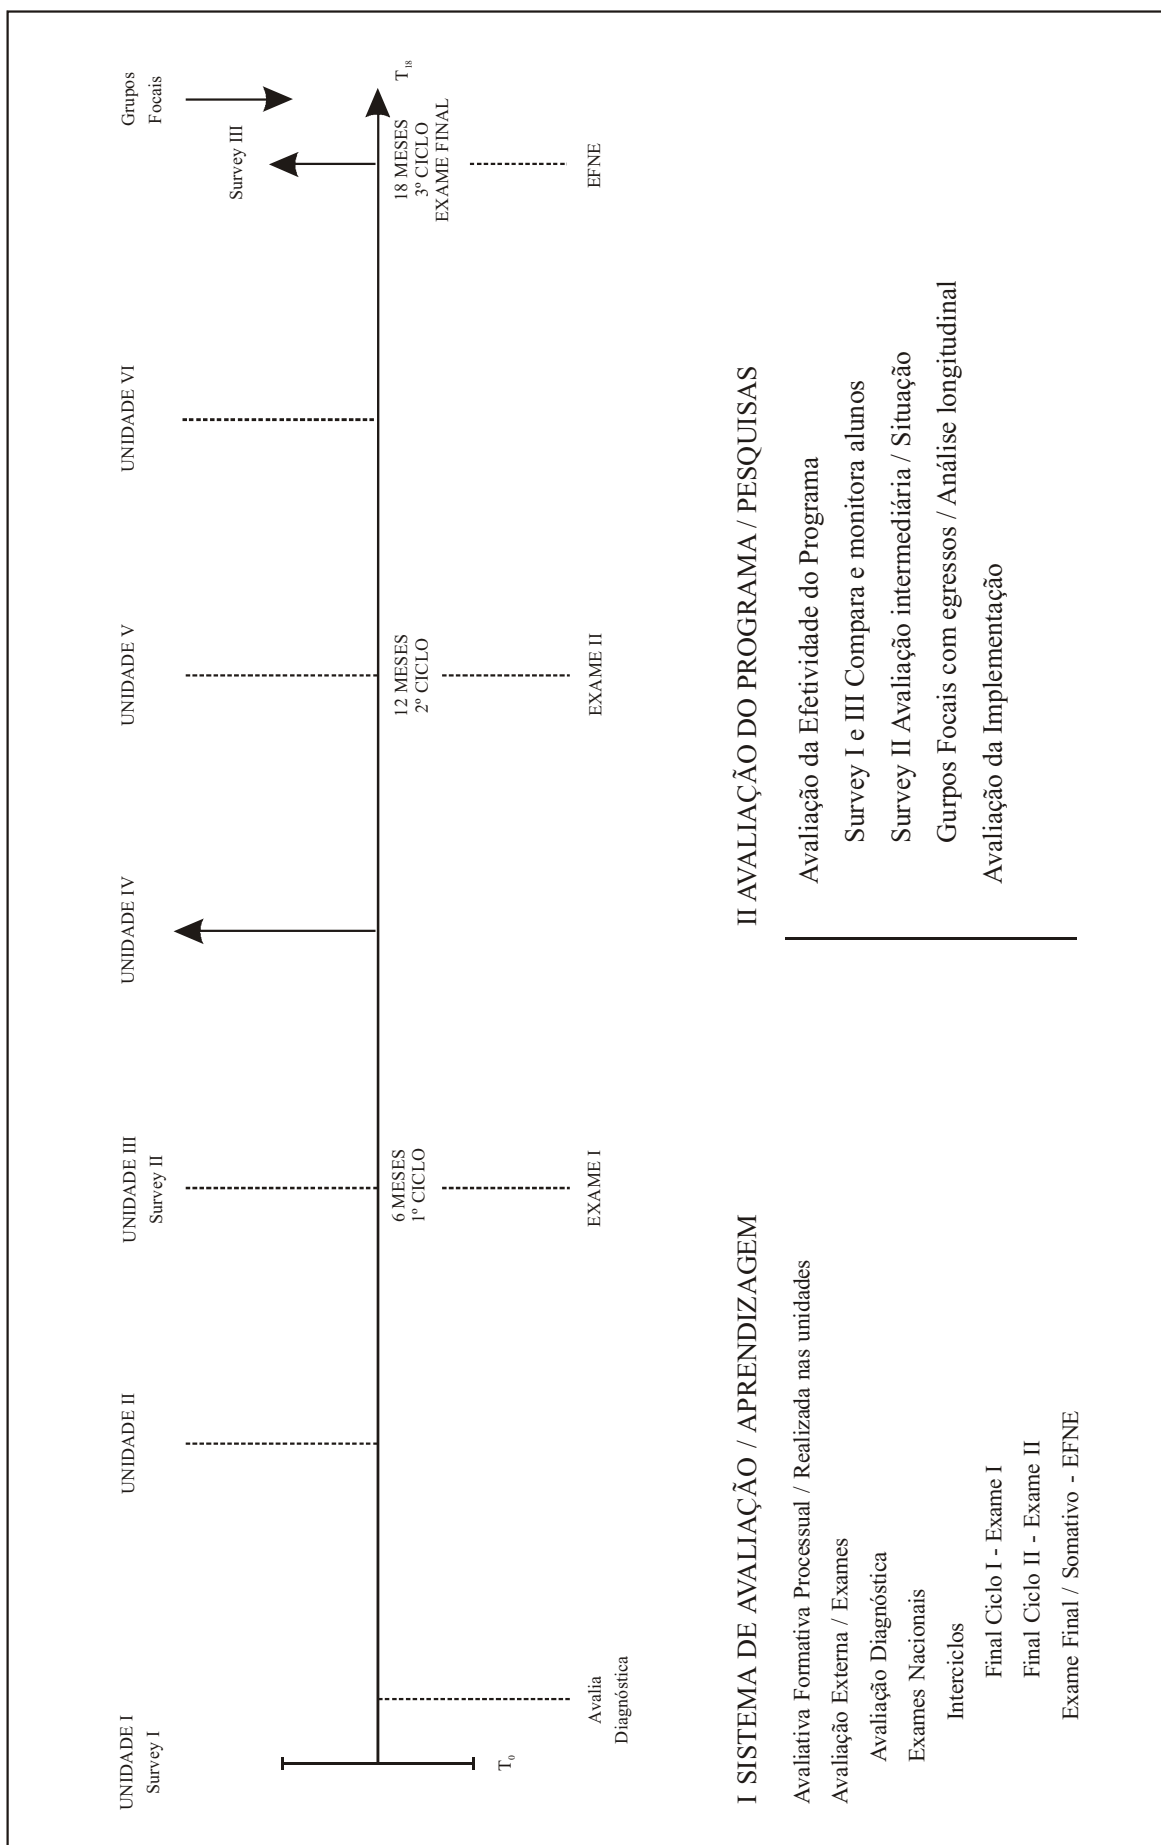 UNIDADE I
Survey I
UNIDADE II
UNIDADE III
Survey II
UNIDADE IV
UNIDADE V
UNIDADE VI
Survey III
Grupos
Focais
6 MESES
1º CICLO
12 MESES
2º CICLO
18 MESES
3º CICLO
EXAME FINAL
T18
T0
Avalia
Diagnóstica
EXAME I
EXAME II
EFNE
I SISTEMA DE AVALIAÇÃO / APRENDIZAGEM
Avaliativa Formativa Processual / Realizada nas unidades
Avaliação Externa / Exames
Avaliação Diagnóstica
Exames Nacionais
Interciclos
Final Ciclo I - Exame I
Final Ciclo II - Exame II
Exame Final / Somativo - EFNE
II AVALIAÇÃO DO PROGRAMA / PESQUISAS
Avaliação da Efetividade do Programa
Survey I e III Compara e monitora alunos
Survey II Avaliação intermediária / Situação
Gurpos Focais com egressos / Análise longitudinal
Avaliação da Implementação